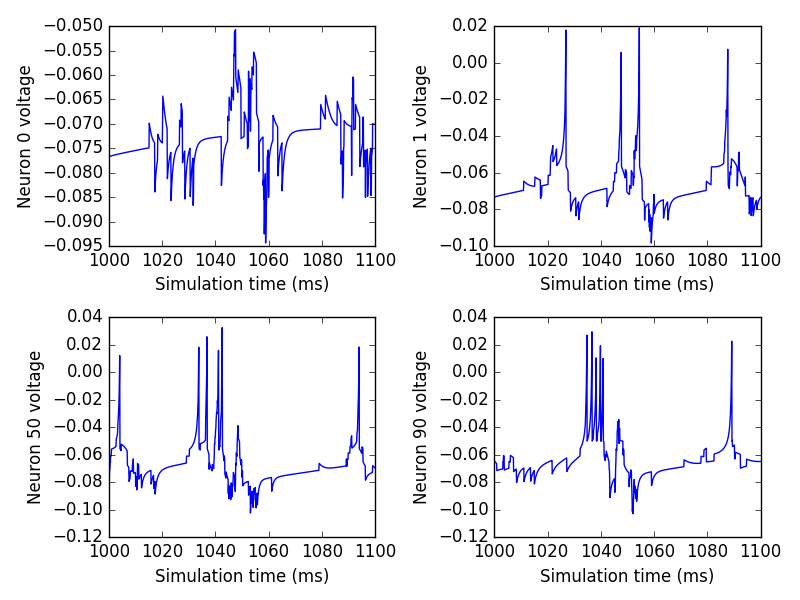 −0.050
−0.055
−0.060
−0.065
−0.070
−0.075
−0.080
−0.085
−0.090
−0.095
Neuron 0 voltage
1000 1020 1040 1060 1080 1100
Simulation time (ms)
0.02
0.00
−0.02
−0.04
−0.06
−0.08
−0.10
Neuron 1 voltage
1000 1020 1040 1060 1080 1100
Simulation time (ms)
0.04
0.02
0.00
−0.02
−0.04
−0.06
−0.08
−0.10
−0.12
Neuron 50 voltage
1000 1020 1040 1060 1080 1100
Simulation time (ms)
0.04
0.02
0.00
−0.02
−0.04
−0.06
−0.08
−0.10
−0.12
Neuron 90 voltage
1000 1020 1040 1060 1080 1100
Simulation time (ms)